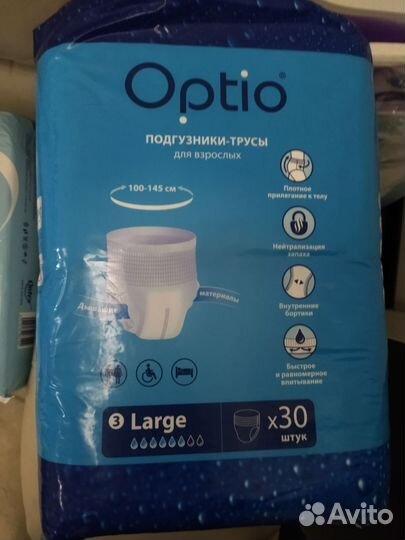 Optio®
ПОДГУЗНИКИ-ТРУСЫ
для взрослых
100-145 см
Плотное
прилегание к телу
Нейтрализация
запаха
Дышащие
материалы
Внутренние
бортики
Быстрое
и равномерное
впитывание
3 Large
x30
штук
Avito